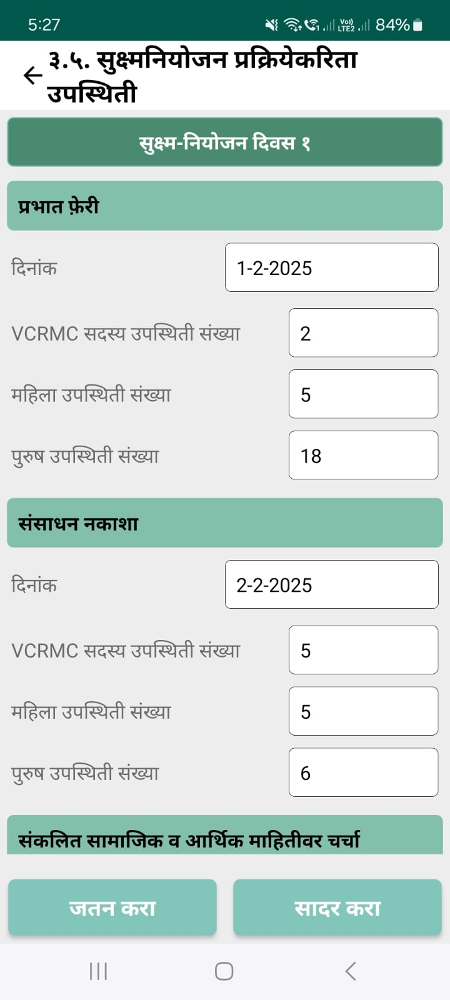 5:27
Vo))
LTE2
84%
३.५. सुक्ष्मनियोजन प्रक्रियेकरिता
उपस्थिती
सुक्ष्म-नियोजन दिवस १
प्रभात फ़ेरी
दिनांक
1-2-2025
VCRMC सदस्य उपस्थिती संख्या
2
महिला उपस्थिती संख्या
5
पुरुष उपस्थिती संख्या
18
संसाधन नकाशा
दिनांक
2-2-2025
VCRMC सदस्य उपस्थिती संख्या
5
महिला उपस्थिती संख्या
5
पुरुष उपस्थिती संख्या
6
संकलित सामाजिक व आर्थिक माहितीवर चर्चा
जतन करा
सादर करा